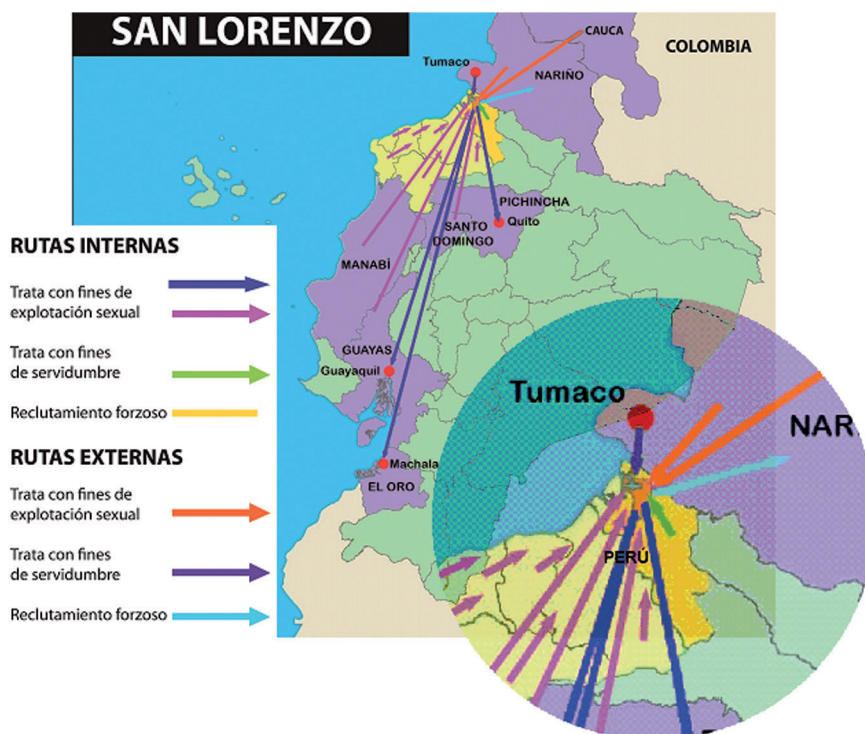 SAN LORENZO
CAUCA
COLOMBIA
Tumaco
NARIÑO
PICHINCHA
Quito
SANTO
DOMINGO
MANABÍ
GUAYAS
Guayaquil
Machala
EL ORO
RUTAS INTERNAS
Trata con fines de
explotación sexual
Trata con fines
de servidumbre
Reclutamiento forzoso
RUTAS EXTERNAS
Trata con fines de
explotación sexual
Trata con fines
de servidumbre
Reclutamiento forzoso
Tumaco
NAR
PERÚ